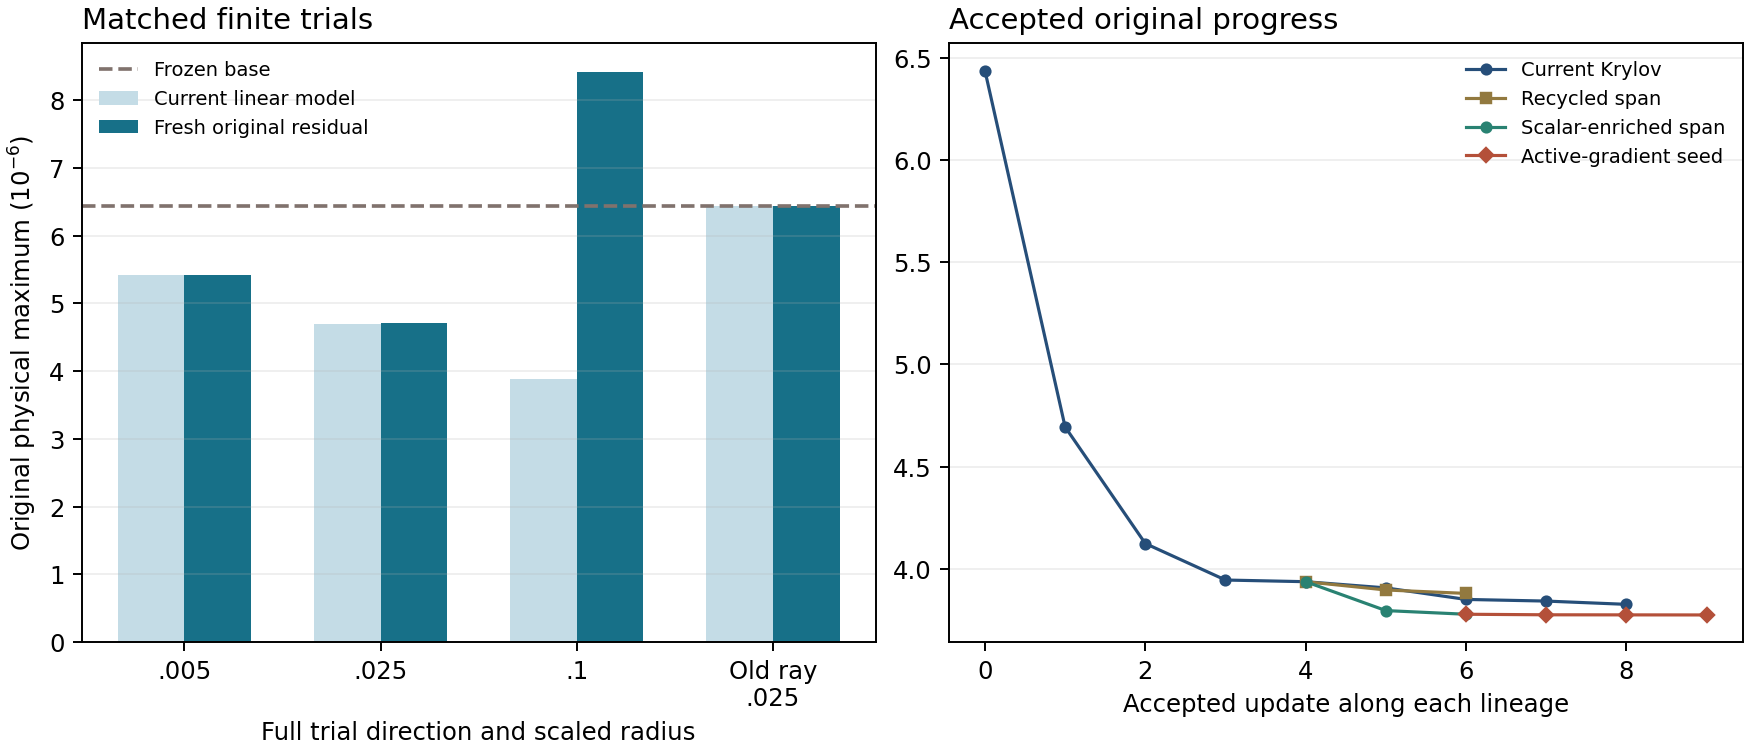 Matched finite trials
Frozen base
Current linear model
Fresh original residual
Original physical maximum (10⁻⁶)
8
7
6
5
4
3
2
1
0
.005
.025
.1
Old ray
.025
Full trial direction and scaled radius
Accepted original progress
Current Krylov
Recycled span
Scalar-enriched span
Active-gradient seed
6.5
6.0
5.5
5.0
4.5
4.0
0
2
4
6
8
Accepted update along each lineage